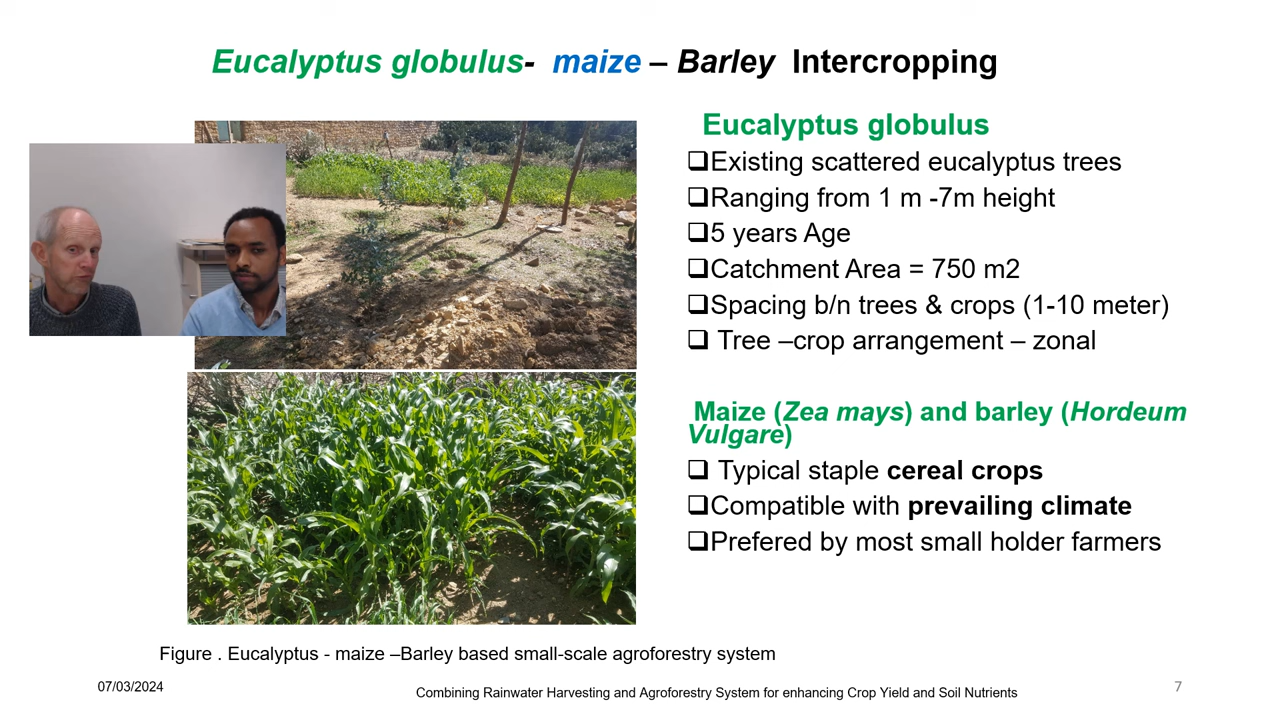 Eucalyptus globulus- maize – Barley Intercropping
Eucalyptus globulus
❑Existing scattered eucalyptus trees
❑Ranging from 1 m -7m height
❑5 years Age
❑Catchment Area = 750 m2
❑Spacing b/n trees & crops (1-10 meter)
❑ Tree –crop arrangement – zonal
Maize (Zea mays) and barley (Hordeum
Vulgare)
❑ Typical staple cereal crops
❑Compatible with prevailing climate
❑Prefered by most small holder farmers
Figure . Eucalyptus - maize –Barley based small-scale agroforestry system
07/03/2024
Combining Rainwater Harvesting and Agroforestry System for enhancing Crop Yield and Soil Nutrients
7